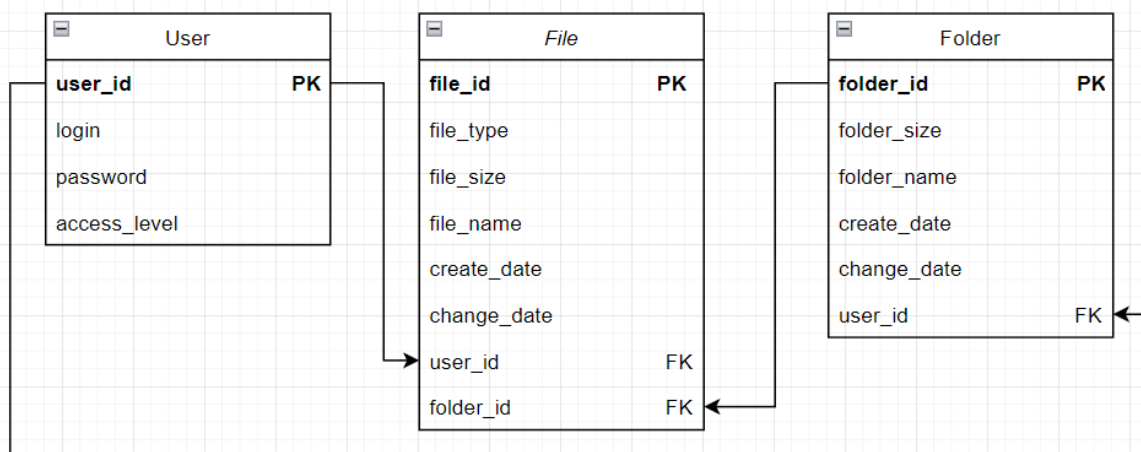 User
user_id PK
login
password
access_level
File
file_id PK
file_type
file_size
file_name
create_date
change_date
user_id FK
folder_id FK
Folder
folder_id PK
folder_size
folder_name
create_date
change_date
user_id FK